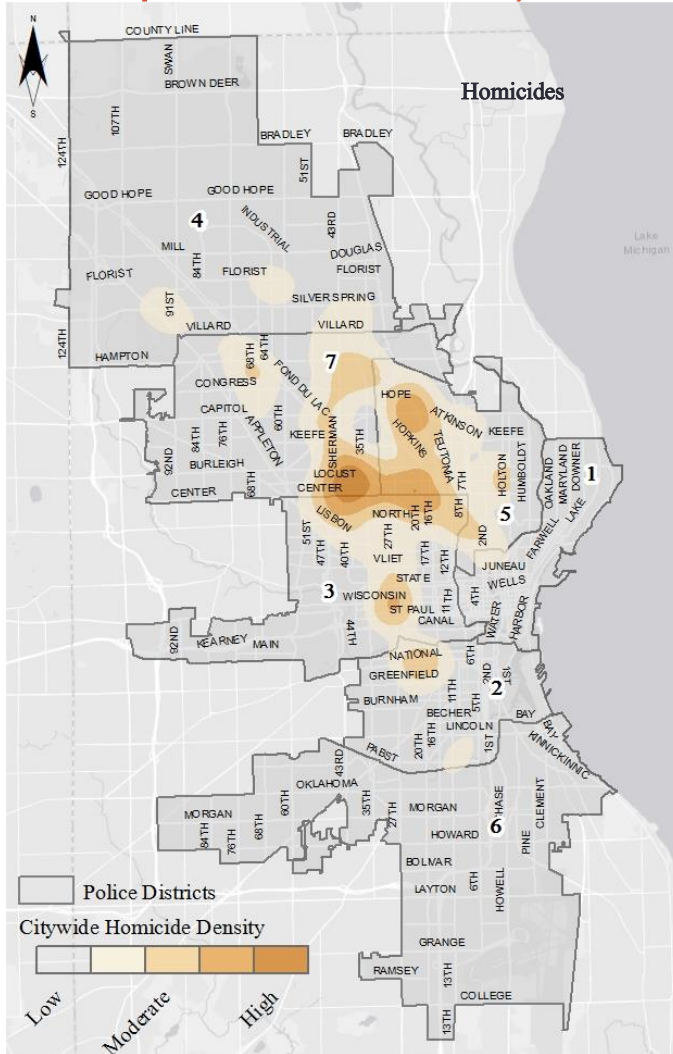 N
S
COUNTY LINE
SWAN
BROWN DEER
Homicides
107TH
124TH
BRADLEY
BRADLEY
51ST
GOOD HOPE
GOOD HOPE
43RD
INDUSTRIAL
4
MILL
84TH
DOUGLAS
FLORIST
FLORIST
FLORIST
Lake
Michigan
91ST
SILVER SPRING
VILLARD
VILLARD
124TH
HAMPTON
68TH
64TH
7
FOND DU LAC
CONGRESS
HOPE
CAPITOL
APPLETON
60TH
ATKINSON
84TH
76TH
KEEFE
SHERMAN
35TH
HOPKINS
TEUTONIA
KEEFE
92ND
BURLEIGH
LOCUST
7TH
HOLTON
HUMBOLDT
OAKLAND
MARYLAND
DOWNER
1
CENTER
68TH
CENTER
LISBON
NORTH
20TH
16TH
8TH
5
LAKE
FARWELL
51ST
47TH
40TH
27TH
VLIET
17TH
12TH
2ND
JUNEAU
STATE
WELLS
3
WISCONSIN
ST PAUL
11TH
4TH
CANAL
WATER
HARBOR
92ND
KEARNEY
MAIN
44TH
NATIONAL
6TH
GREENFIELD
2ND
1ST
2
BURNHAM
11TH
5TH
BECHER
LINCOLN
BAY
BAY
PABST
20TH
16TH
1ST
KINNICKINNIC
43RD
OKLAHOMA
MORGAN
60TH
35TH
27TH
MORGAN
CHASE
CLEMENT
84TH
76TH
68TH
6
HOWARD
PINE
BOLIVAR
LAYTON
6TH
HOWELL
Police Districts
Citywide Homicide Density
GRANGE
RAMSEY
13TH
COLLEGE
13TH
Low
Moderate
High